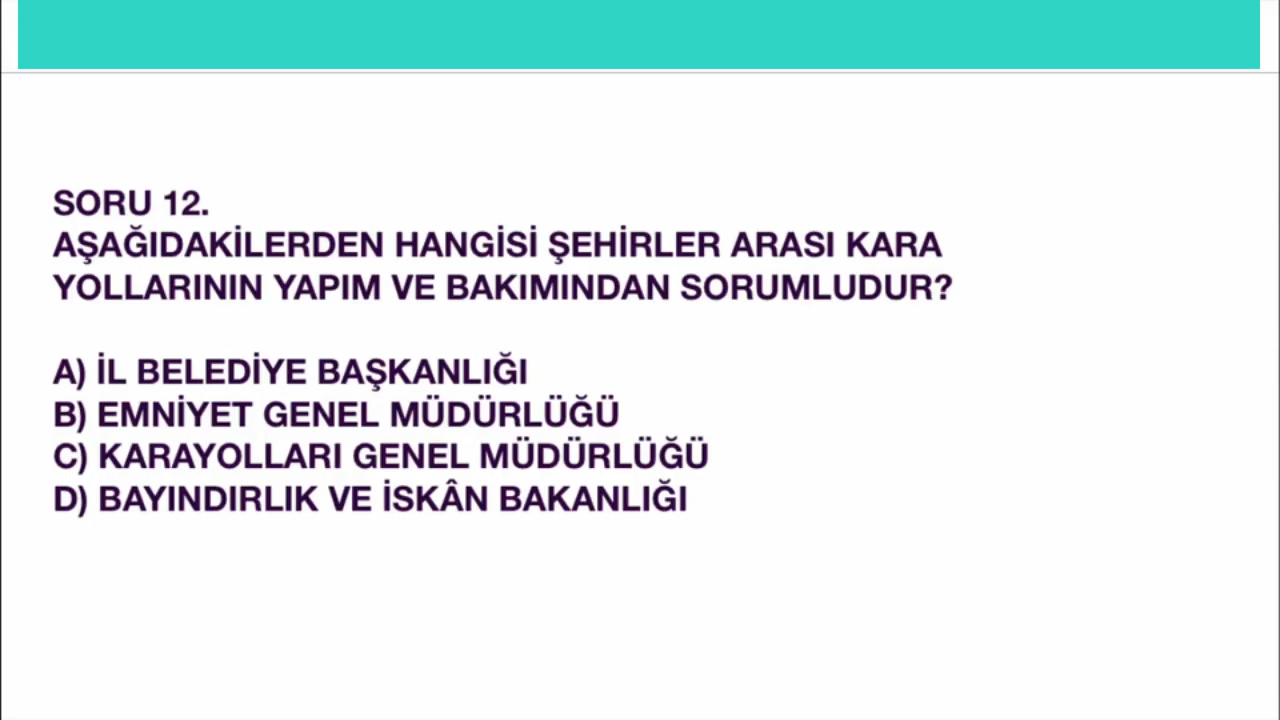 SORU 12.
AŞAĞIDAKİLERDEN HANGİSİ ŞEHİRLER ARASI KARA
YOLLARININ YAPIM VE BAKIMINDAN SORUMLUDUR?
A) İL BELEDİYE BAŞKANLIĞI
B) EMNİYET GENEL MÜDÜRLÜĞÜ
C) KARAYOLLARI GENEL MÜDÜRLÜĞÜ
D) BAYINDIRLIK VE İSKÂN BAKANLIĞI